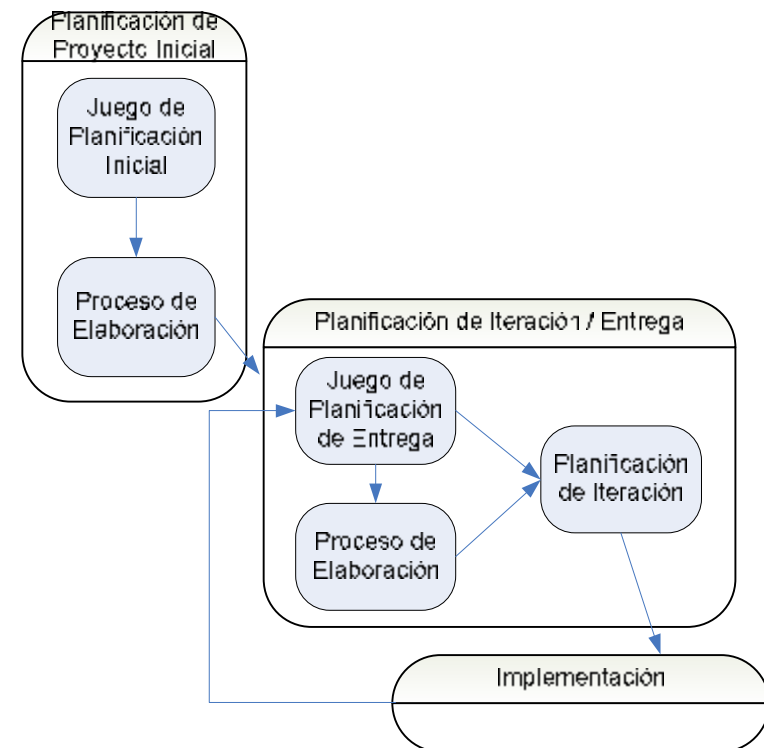 Planificación de
Proyecto Inicial
Juego de
Planificación
Inicial
Proceso de
Elaboración
Planificación de Iteración / Entrega
Juego de
Planificación
de Entrega
Planificación
de Iteración
Proceso de
Elaboración
Implementación